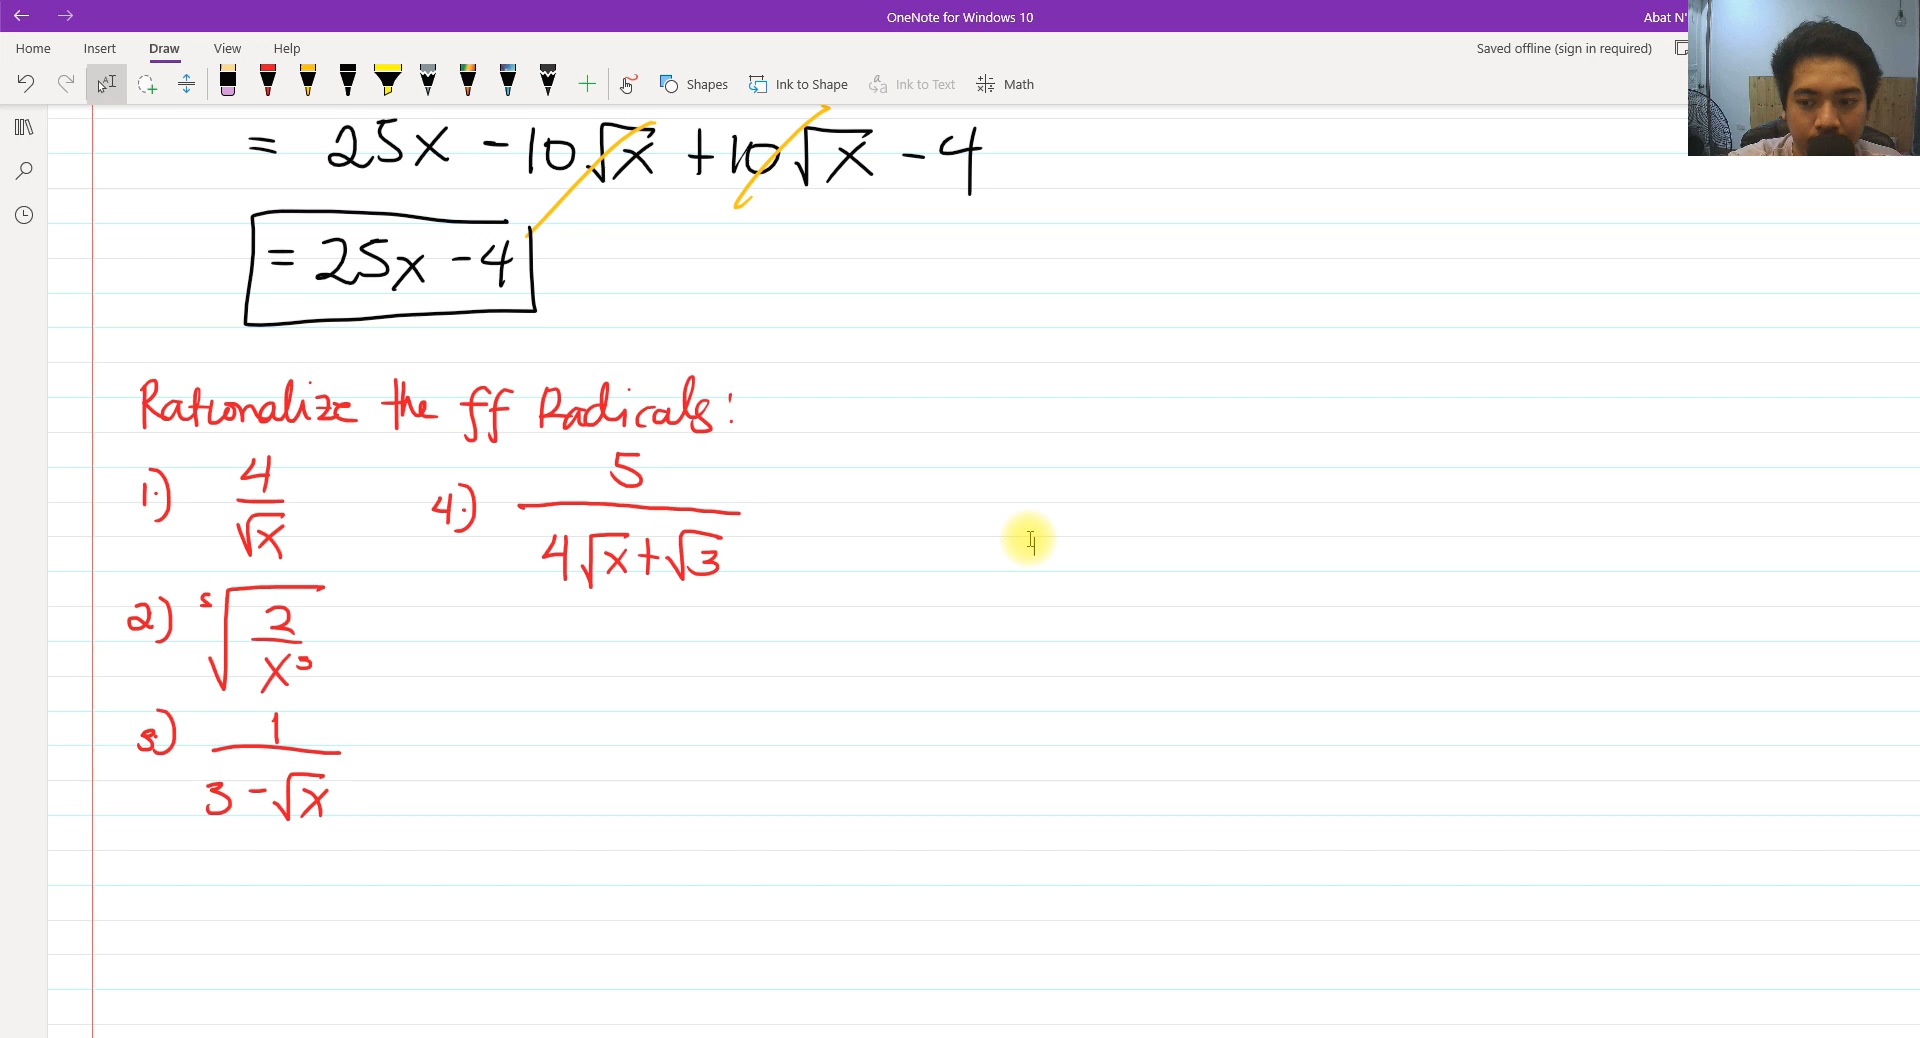 OneNote for Windows 10
Abat N'
Home Insert Draw View Help
Saved offline (sign in required)
Shapes Ink to Shape Ink to Text Math
= 25x - 10√x + 10√x - 4
= 25x - 4
Rationalize the ff Radicals:
1.) 4/√x
4.) 5/(4√x+√3)
2) ⁵√(2/x³)
3) 1/(3-√x)